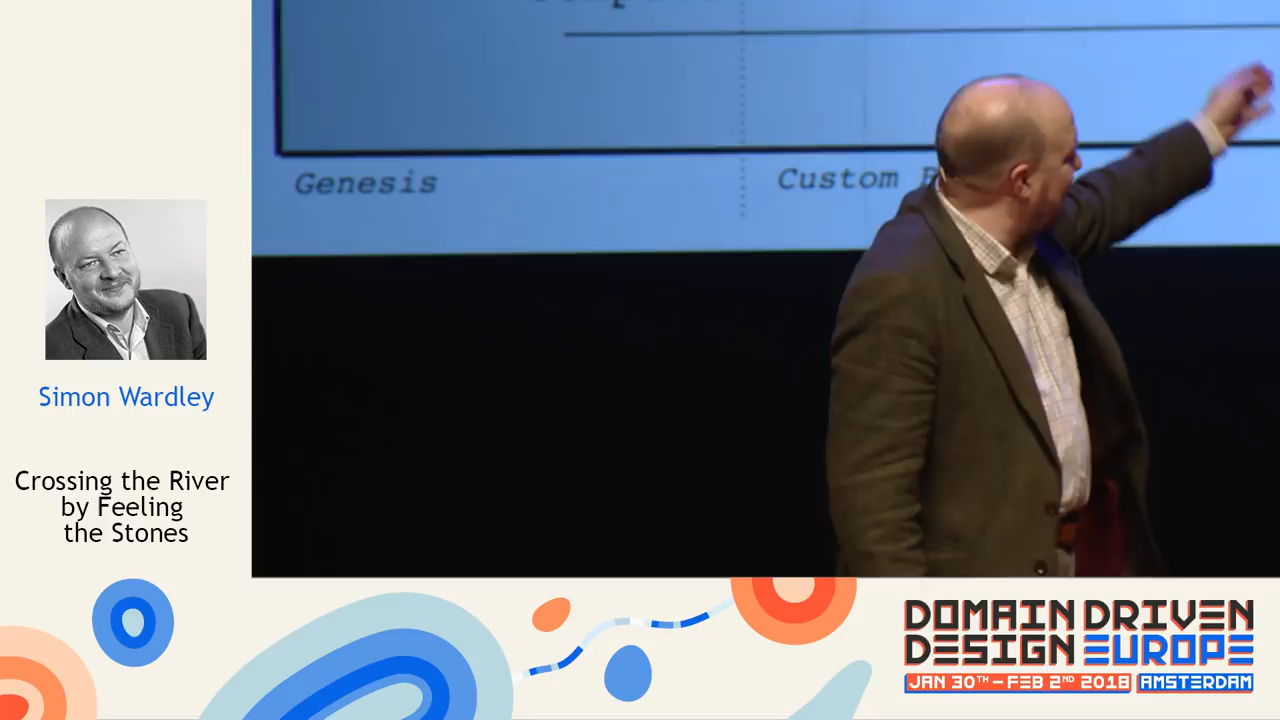 Genesis
Custom
Simon Wardley
Crossing the River
by Feeling
the Stones
DOMAIN DRIVEN
DESIGN EUROPE
JAN 30TH - FEB 2ND 2018 AMSTERDAM